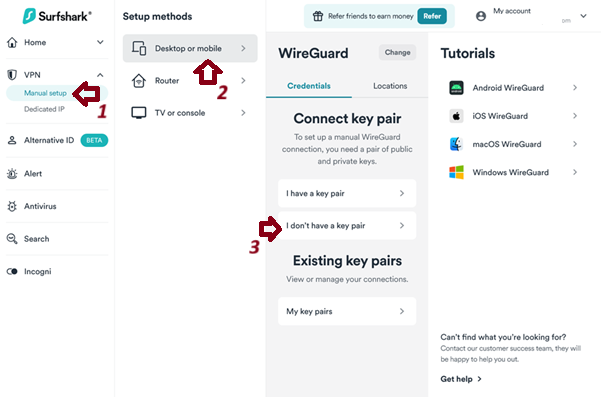 Surfshark®
Home
VPN
Manual setup
1
Dedicated IP
Alternative ID BETA
Alert
Antivirus
Search
Incogni
Setup methods
Desktop or mobile
2
Router
TV or console
Refer friends to earn money Refer
My account
om
WireGuard Change
Credentials Locations
Connect key pair
To set up a manual WireGuard
connection, you need a pair of public
and private keys.
I have a key pair
3 I don't have a key pair
Existing key pairs
View or manage your connections.
My key pairs
Tutorials
Android WireGuard
iOS WireGuard
macOS WireGuard
Windows WireGuard
Can't find what you're looking for?
Contact our customer success team, they will
be happy to help you out.
Get help